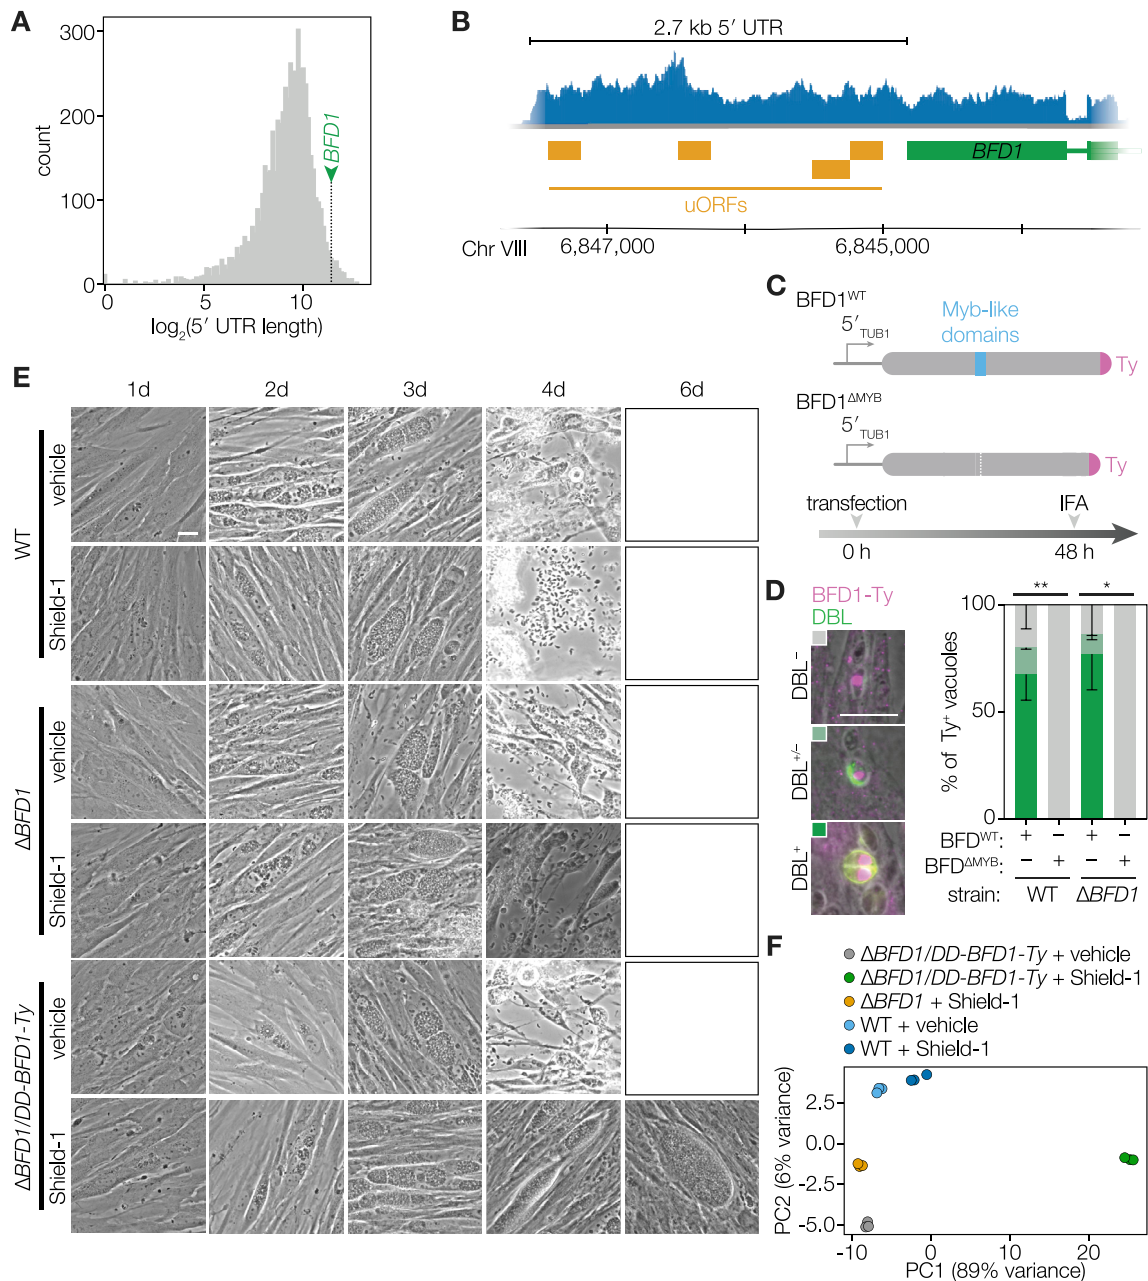 A
300
200
100
0
count
BFD1
0
5
10
log2(5′ UTR length)
B
2.7 kb 5′ UTR
BFD1
uORFs
Chr VIII
6,847,000
6,845,000
C
BFD1WT
5′TUB1
Myb-like
domains
Ty
BFD1ΔMYB
5′TUB1
Ty
transfection
IFA
0 h
48 h
D
BFD1-Ty
DBL
DBL−
DBL+/−
DBL+
** *
100
50
0
% of Ty+ vacuoles
BFDWT: + − + −
BFDΔMYB: − + − +
strain: WT ΔBFD1
E
1d 2d 3d 4d 6d
WT
vehicle
Shield-1
ΔBFD1
vehicle
Shield-1
ΔBFD1/DD-BFD1-Ty
vehicle
Shield-1
F
ΔBFD1/DD-BFD1-Ty + vehicle
ΔBFD1/DD-BFD1-Ty + Shield-1
ΔBFD1 + Shield-1
WT + vehicle
WT + Shield-1
PC2 (6% variance)
2.5
0.0
-2.5
-5.0
-10 0 10 20
PC1 (89% variance)